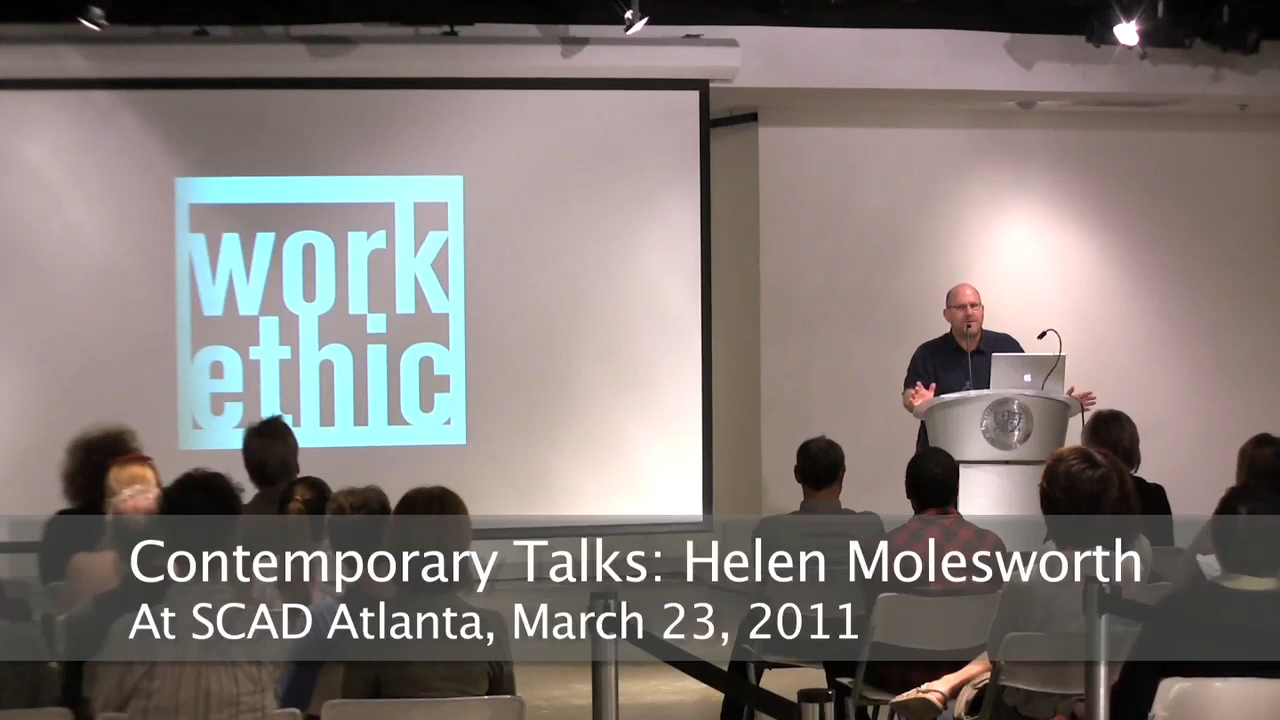 work
ethic
Contemporary Talks: Helen Molesworth
At SCAD Atlanta, March 23, 2011